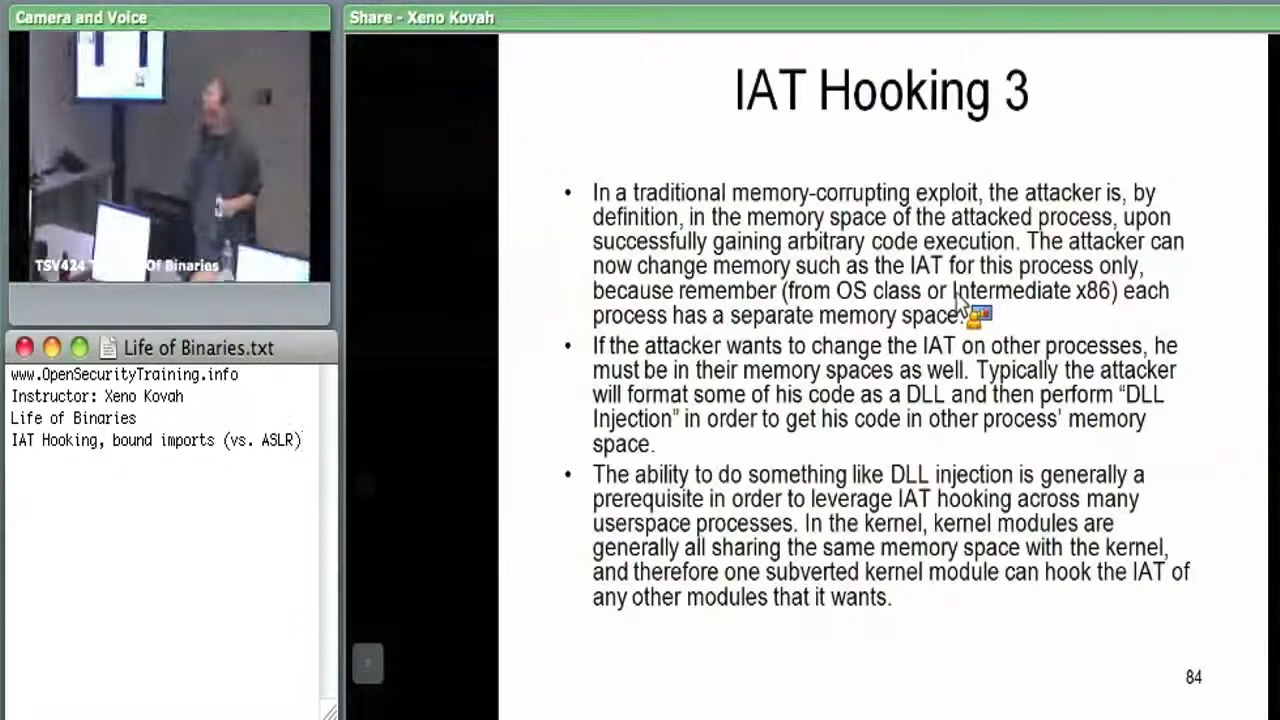 Camera and Voice
TSV424
Of Binaries
Life of Binaries.txt
www.OpenSecurityTraining.info
Instructor: Xeno Kovah
Life of Binaries
IAT Hooking, bound imports (vs. ASLR)
Share - Xeno Kovah
IAT Hooking 3
• In a traditional memory-corrupting exploit, the attacker is, by
definition, in the memory space of the attacked process, upon
successfully gaining arbitrary code execution. The attacker can
now change memory such as the IAT for this process only,
because remember (from OS class or Intermediate x86) each
process has a separate memory space.
• If the attacker wants to change the IAT on other processes, he
must be in their memory spaces as well. Typically the attacker
will format some of his code as a DLL and then perform “DLL
Injection” in order to get his code in other process’ memory
space.
• The ability to do something like DLL injection is generally a
prerequisite in order to leverage IAT hooking across many
userspace processes. In the kernel, kernel modules are
generally all sharing the same memory space with the kernel,
and therefore one subverted kernel module can hook the IAT of
any other modules that it wants.
84